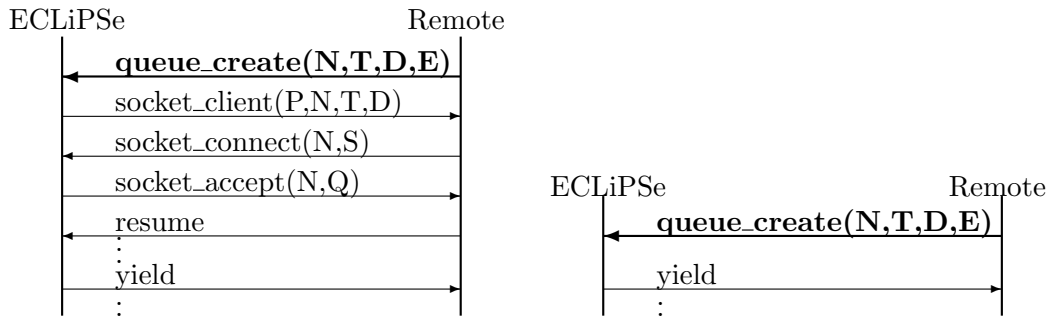 ECLiPSe Remote
queue_create(N,T,D,E)
socket_client(P,N,T,D)
socket_connect(N,S)
socket_accept(N,Q)
resume
yield
ECLiPSe Remote
queue_create(N,T,D,E)
yield